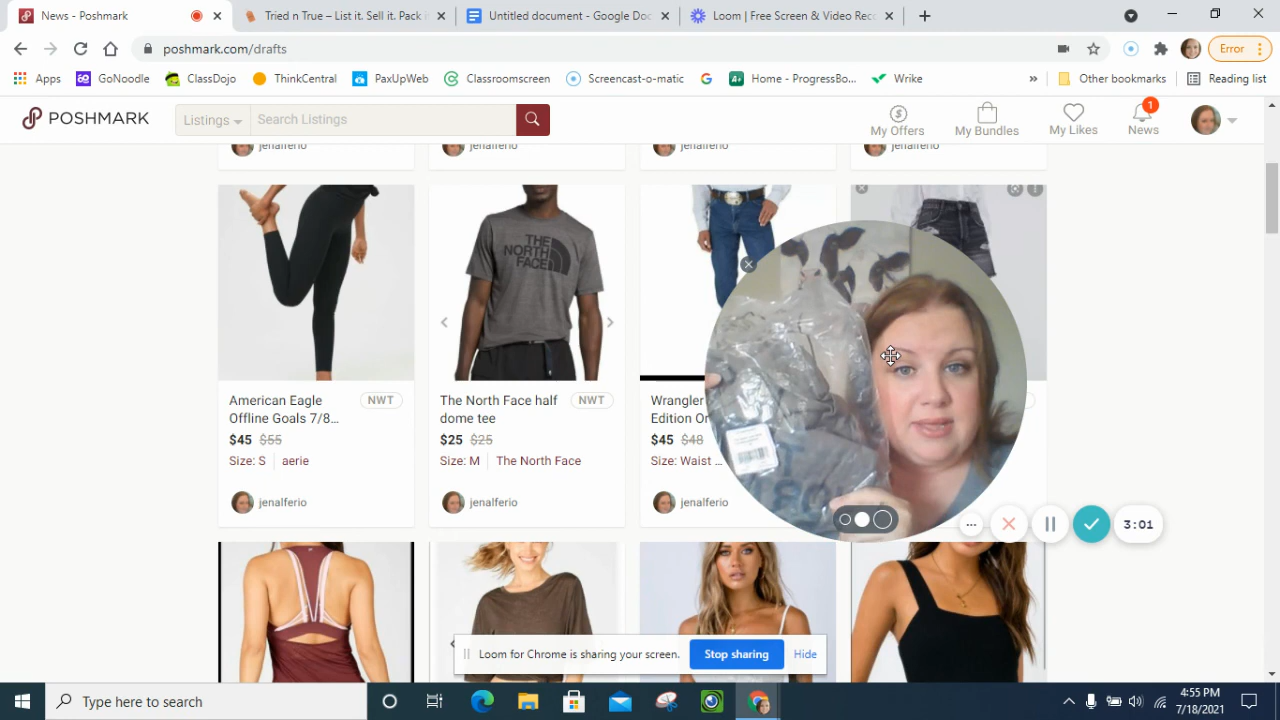 News - Poshmark
Tried n True – List it. Sell it. Pack it
Untitled document - Google Doc
Loom | Free Screen & Video Rec
poshmark.com/drafts
Error
Apps
GoNoodle
ClassDojo
ThinkCentral
PaxUpWeb
Classroomscreen
Screencast-o-matic
Home - ProgressBo...
Wrike
»
Other bookmarks
Reading list
POSHMARK
Listings
Search Listings
My Offers
My Bundles
My Likes
1
News
jenalferio
jenalferio
jenalferio
jenalferio
THE
NORTH
FACE
American Eagle
Offline Goals 7/8...
NWT
$45 $55
Size: S
aerie
jenalferio
The North Face half
dome tee
NWT
$25 $25
Size: M
The North Face
jenalferio
Wrangler
Edition Or
$45 $48
Size: Waist ...
jenalferio
3:01
Loom for Chrome is sharing your screen.
Stop sharing
Hide
Type here to search
4:55 PM
7/18/2021